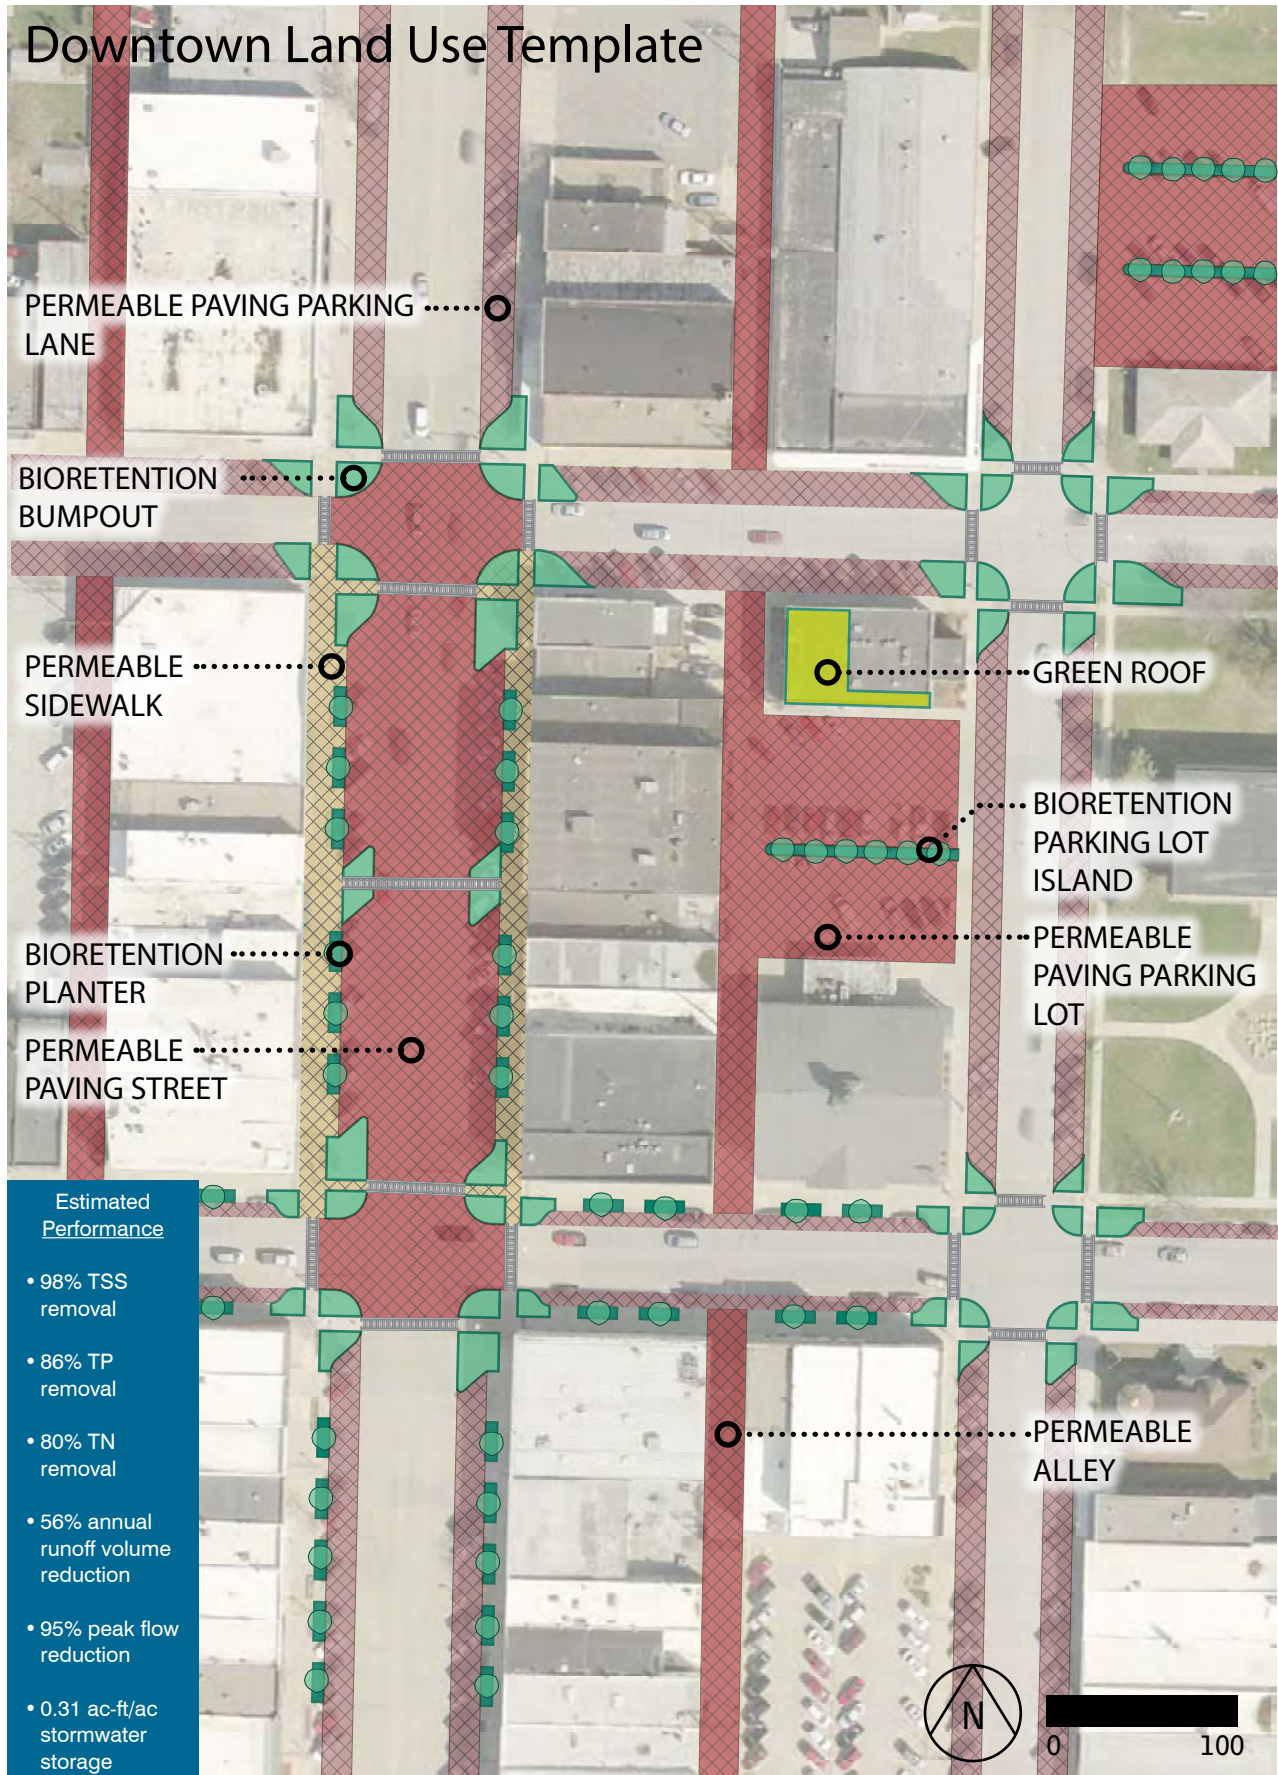 Downtown Land Use Template
PERMEABLE PAVING PARKING
LANE
BIORETENTION
BUMPOUT
PERMEABLE
SIDEWALK
GREEN ROOF
BIORETENTION
PARKING LOT
ISLAND
BIORETENTION
PLANTER
PERMEABLE
PAVING PARKING
LOT
PERMEABLE
PAVING STREET
Estimated
Performance
• 98% TSS
removal
• 86% TP
removal
• 80% TN
removal
• 56% annual
runoff volume
reduction
• 95% peak flow
reduction
• 0.31 ac-ft/ac
stormwater
storage
PERMEABLE
ALLEY
N
0 100